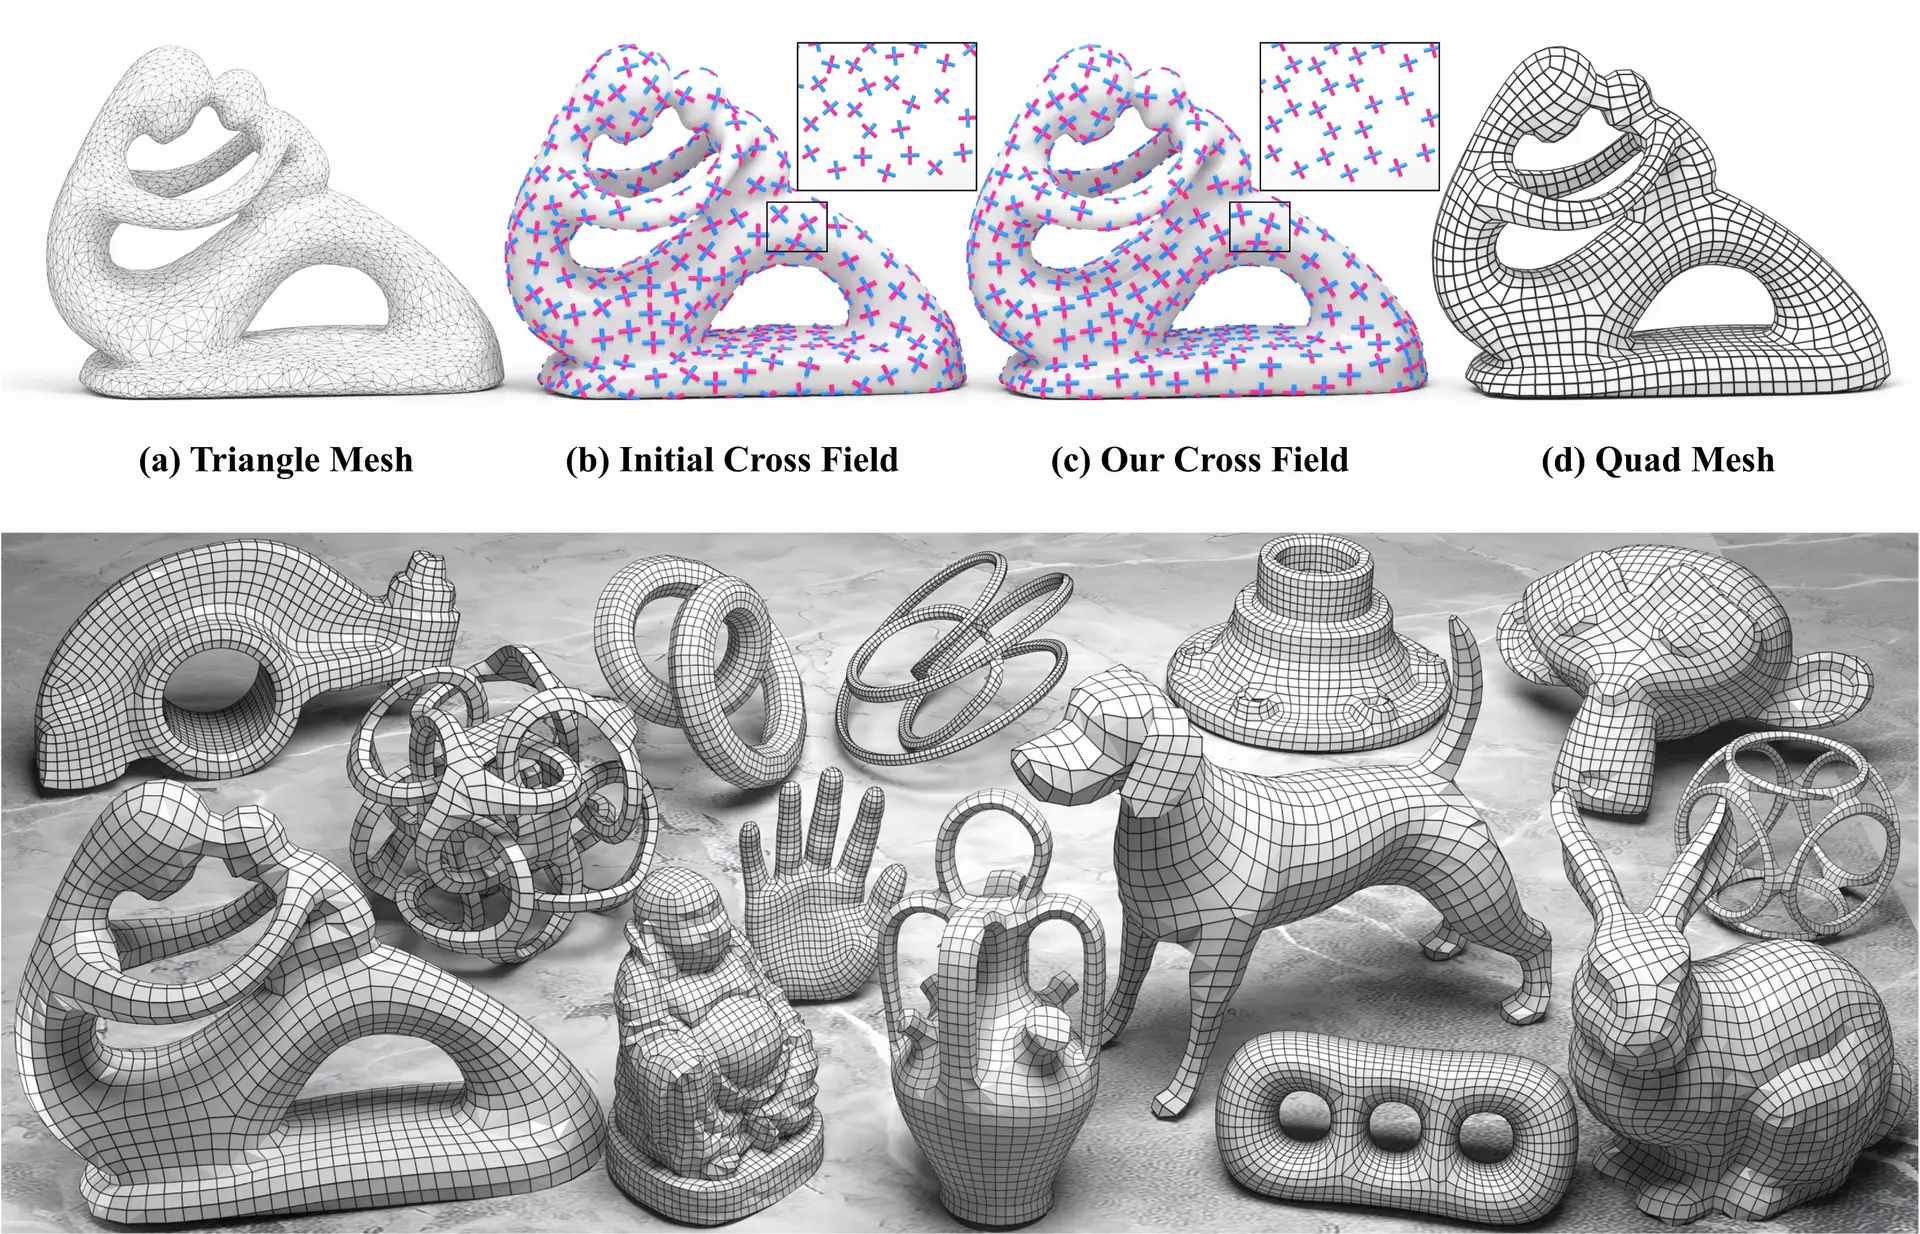 (a) Triangle Mesh
(b) Initial Cross Field
(c) Our Cross Field
(d) Quad Mesh